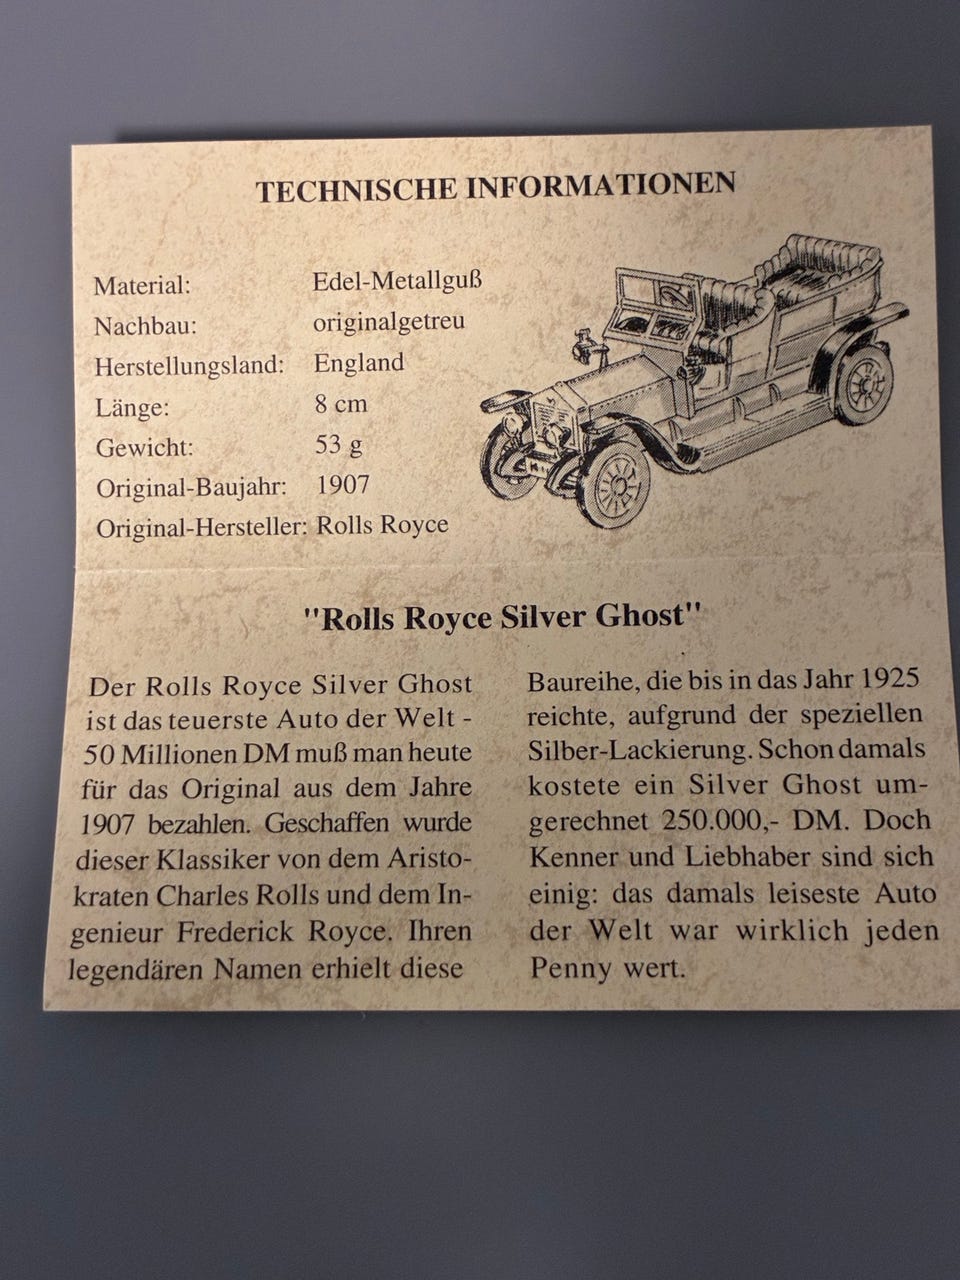 TECHNISCHE INFORMATIONEN
Material: Edel-Metallguß
Nachbau: originalgetreu
Herstellungsland: England
Länge: 8 cm
Gewicht: 53 g
Original-Baujahr: 1907
Original-Hersteller: Rolls Royce
"Rolls Royce Silver Ghost"
Der Rolls Royce Silver Ghost
ist das teuerste Auto der Welt -
50 Millionen DM muß man heute
für das Original aus dem Jahre
1907 bezahlen. Geschaffen wurde
dieser Klassiker von dem Aristo-
kraten Charles Rolls und dem In-
genieur Frederick Royce. Ihren
legendären Namen erhielt diese
Baureihe, die bis in das Jahr 1925
reichte, aufgrund der speziellen
Silber-Lackierung. Schon damals
kostete ein Silver Ghost um-
gerechnet 250.000,- DM. Doch
Kenner und Liebhaber sind sich
einig: das damals leiseste Auto
der Welt war wirklich jeden
Penny wert.